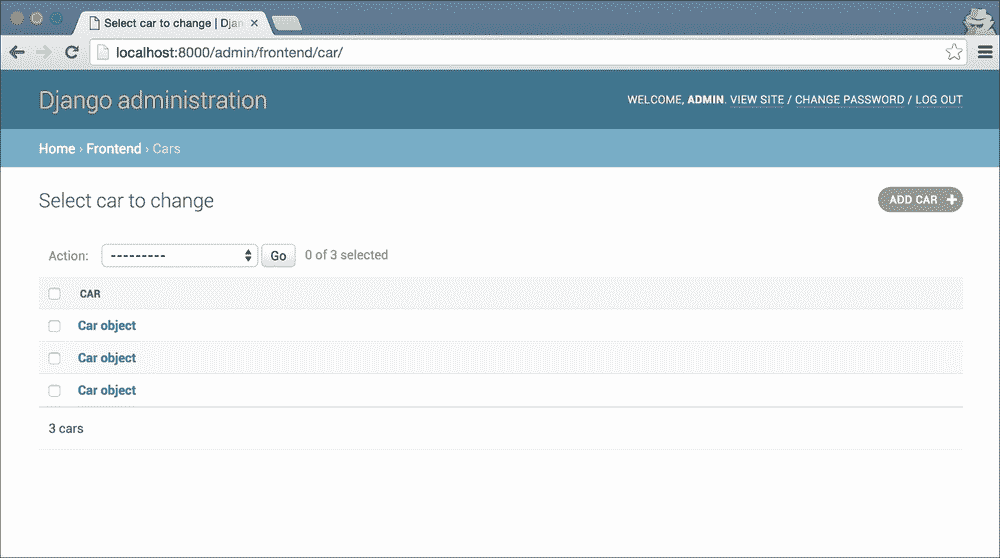 Select car to change | Djan
localhost:8000/admin/frontend/car/
Django administration
WELCOME, ADMIN. VIEW SITE / CHANGE PASSWORD / LOG OUT
Home › Frontend › Cars
Select car to change
ADD CAR +
Action: --------- Go 0 of 3 selected
CAR
Car object
Car object
Car object
3 cars